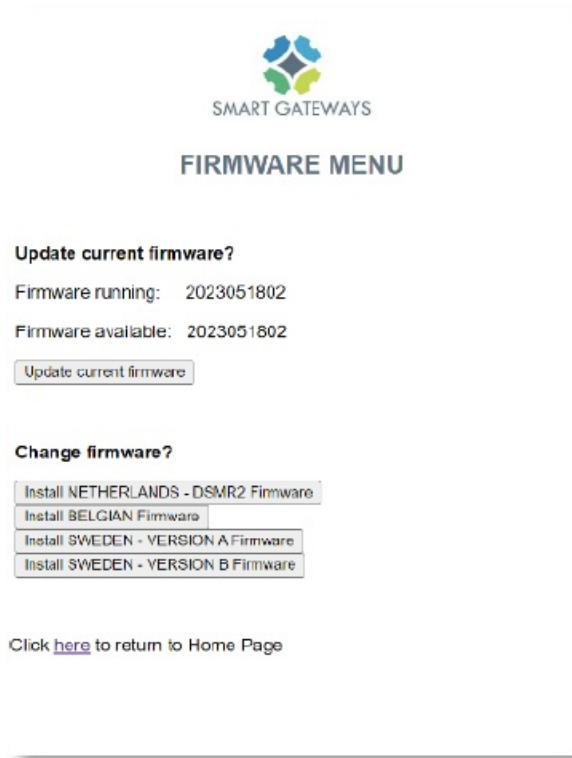 SMART GATEWAYS
FIRMWARE MENU
Update current firmware?
Firmware running: 2023051802
Firmware available: 2023051802
Update current firmware
Change firmware?
Install NETHERLANDS - DSMR2 Firmware
Install BELGIAN Firmware
Install SWEDEN - VERSION A Firmware
Install SWEDEN - VERSION B Firmware
Click here to return to Home Page